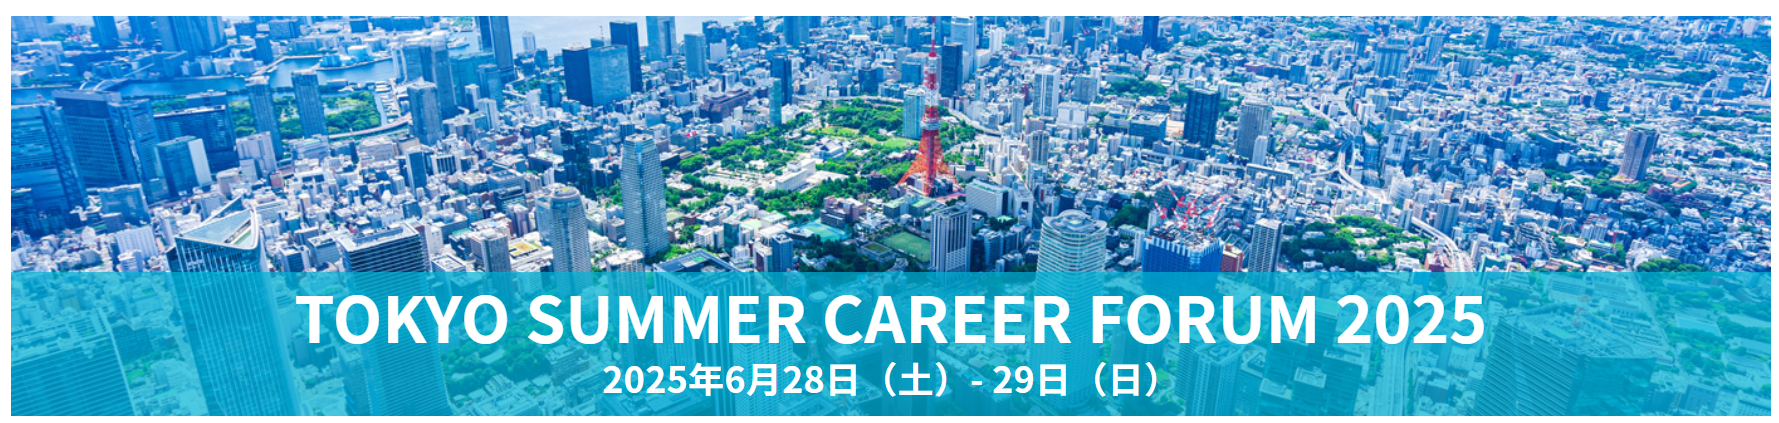 TOKYO SUMMER CAREER FORUM 2025
2025年6月28日（土）- 29日（日）